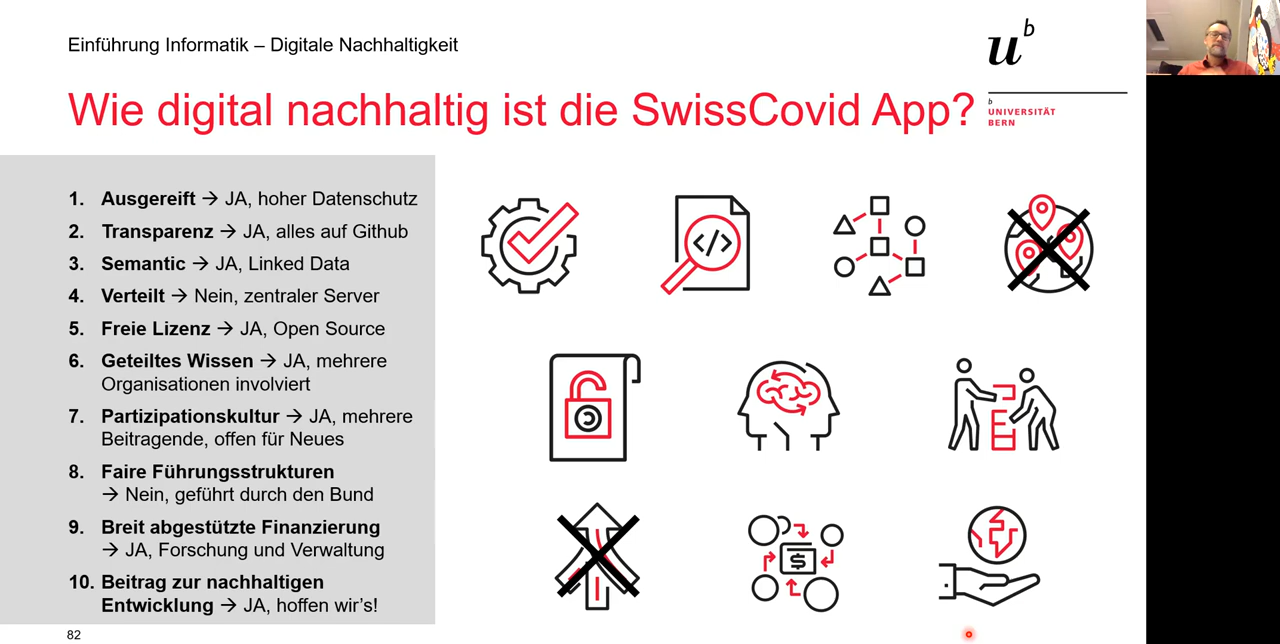 Einführung Informatik – Digitale Nachhaltigkeit
u
b
Wie digital nachhaltig ist die SwissCovid App?
b
UNIVERSITÄT
BERN
1. Ausgereift → JA, hoher Datenschutz
2. Transparenz → JA, alles auf Github
3. Semantic → JA, Linked Data
4. Verteilt → Nein, zentraler Server
5. Freie Lizenz → JA, Open Source
6. Geteiltes Wissen → JA, mehrere
Organisationen involviert
7. Partizipationskultur → JA, mehrere
Beitragende, offen für Neues
8. Faire Führungsstrukturen
→ Nein, geführt durch den Bund
9. Breit abgestützte Finanzierung
→ JA, Forschung und Verwaltung
10. Beitrag zur nachhaltigen
Entwicklung → JA, hoffen wir's!
</>
$
82